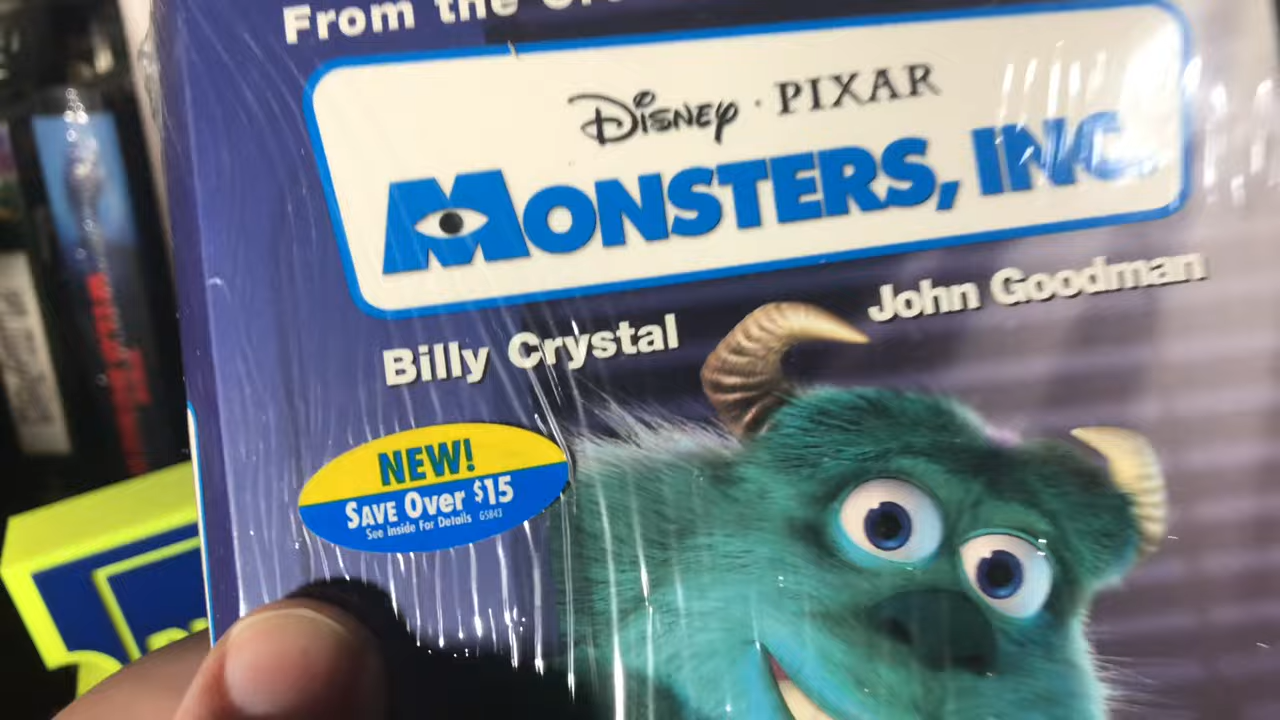 From the
Disney · PIXAR
MONSTERS, INC.
John Goodman
Billy Crystal
NEW!
SAVE OVER $15
See Inside For Details G5843